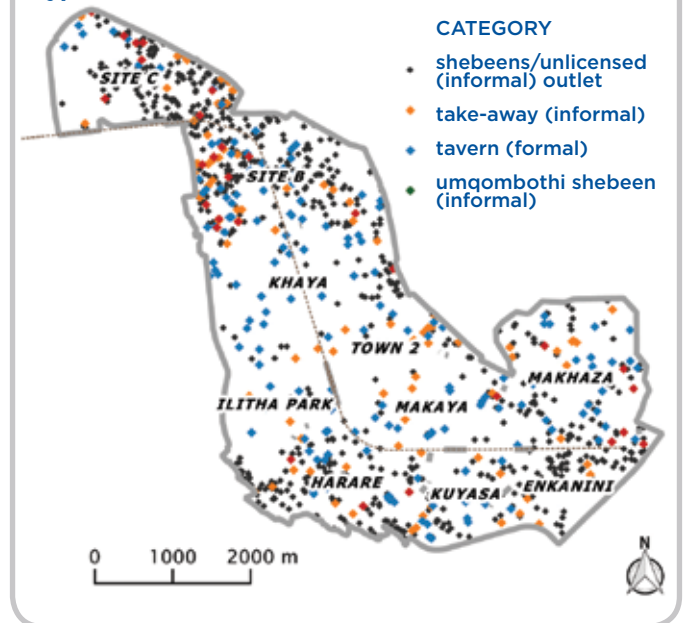 CATEGORY
shebeens/unlicensed
(informal) outlet
take-away (informal)
tavern (formal)
umqombothi shebeen
(informal)
SITE C
SITE B
KHAYA
TOWN 2
MAKHAZA
ILITHA PARK
MAKAYA
HARARE
KUYASA
ENKANINI
0 1000 2000 m
N